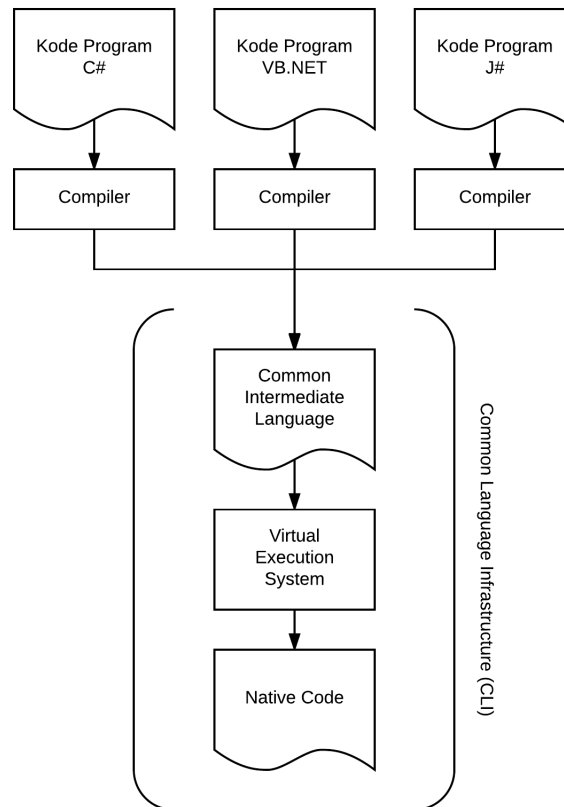 Kode Program
C#
Kode Program
VB.NET
Kode Program
J#
Compiler
Compiler
Compiler
Common
Intermediate
Language
Virtual
Execution
System
Native Code
Common Language Infrastructure (CLI)